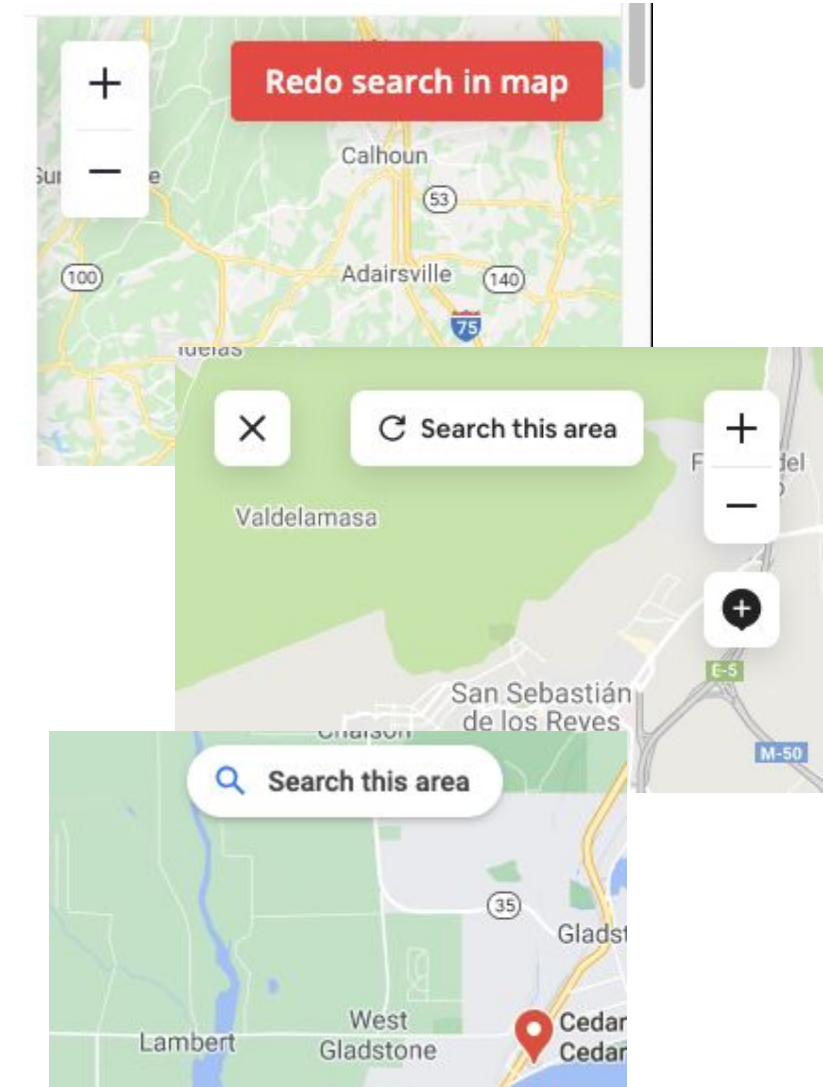 Redo search in map
Calhoun
53
100
Adairsville
140
75
Search this area
Valdelamasa
E-5
San Sebastián
de los Reyes
M-50
Search this area
35
Gladst
West
Gladstone
Cedar
Cedar
Lambert